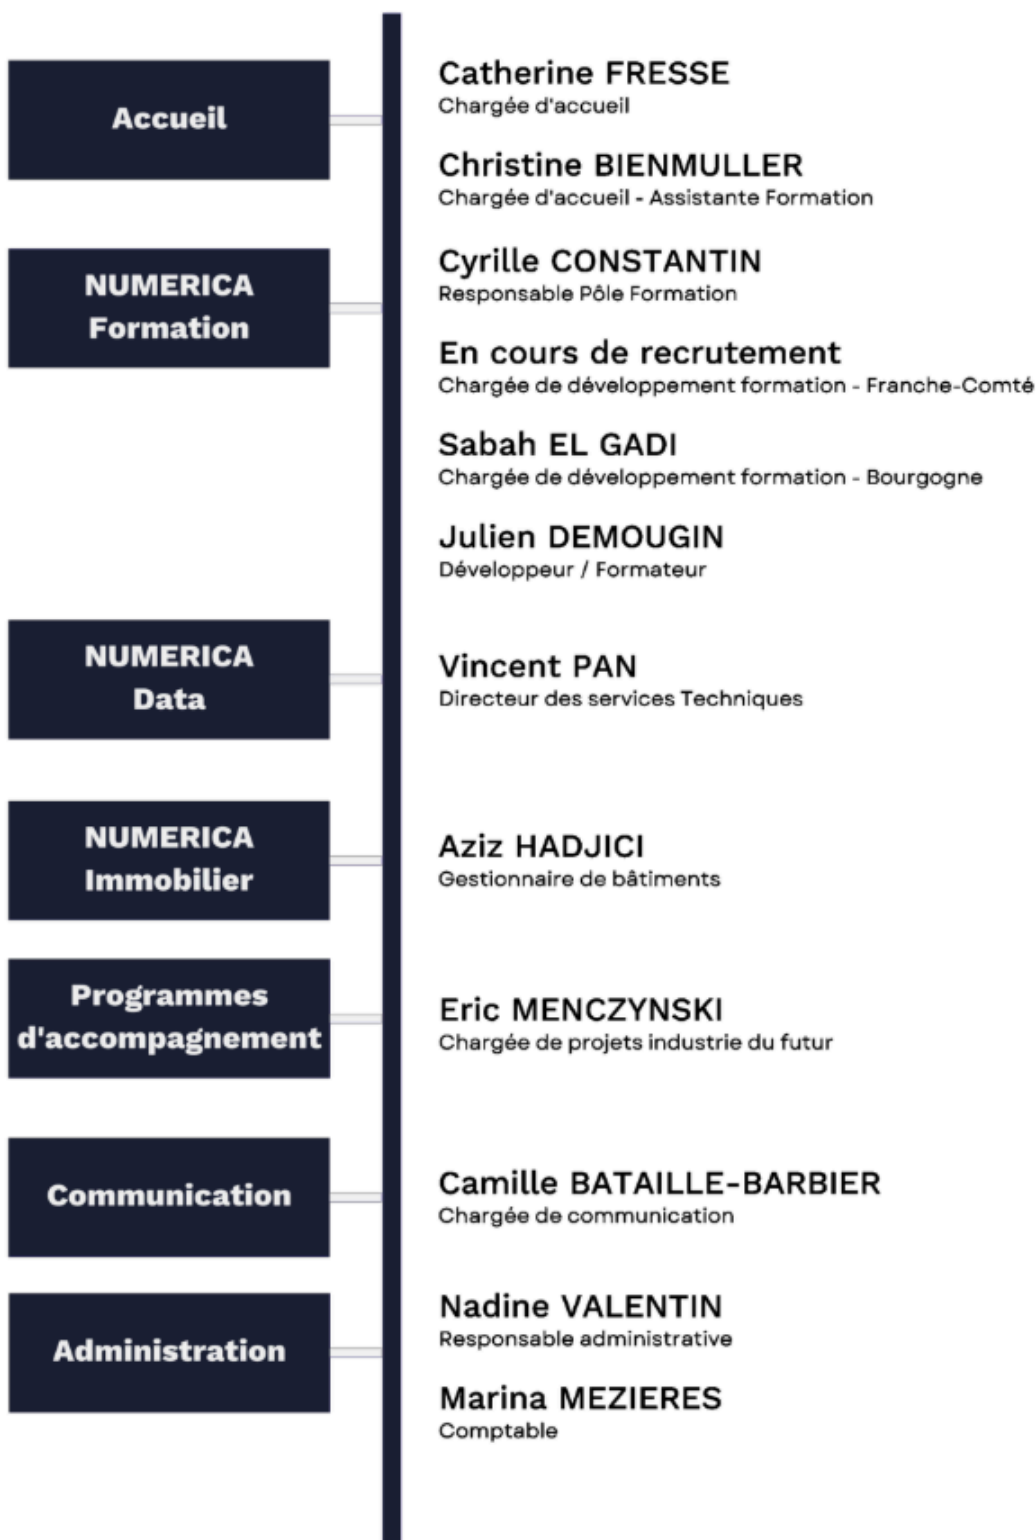 Accueil
Catherine FRESSE
Chargée d'accueil
Christine BIENMULLER
Chargée d'accueil - Assistante Formation
NUMERICA
Formation
Cyrille CONSTANTIN
Responsable Pôle Formation
En cours de recrutement
Chargée de développement formation - Franche-Comté
Sabah EL GADI
Chargée de développement formation - Bourgogne
Julien DEMOUGIN
Développeur / Formateur
NUMERICA
Data
Vincent PAN
Directeur des services Techniques
NUMERICA
Immobilier
Aziz HADJICI
Gestionnaire de bâtiments
Programmes
d'accompagnement
Eric MENCZYNSKI
Chargée de projets industrie du futur
Communication
Camille BATAILLE-BARBIER
Chargée de communication
Administration
Nadine VALENTIN
Responsable administrative
Marina MEZIERES
Comptable